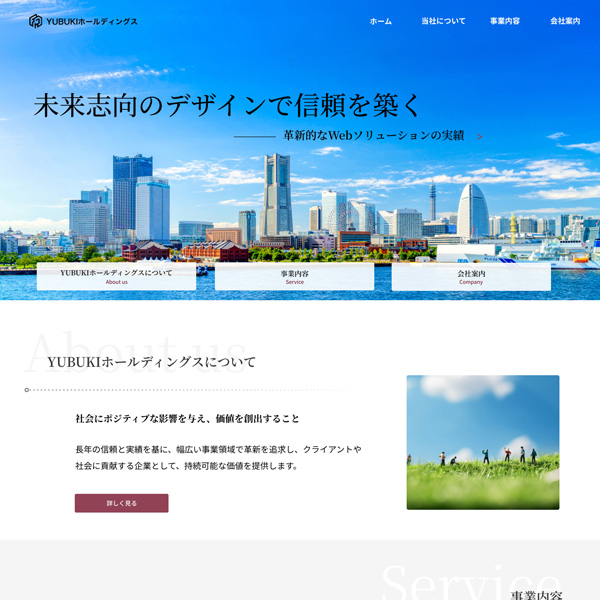 YUBUKIホールディングス
ホーム
当社について
事業内容
会社案内
未来志向のデザインで信頼を築く
革新的なWebソリューションの実績 >
YUBUKIホールディングスについて
About us
事業内容
Service
会社案内
Company
About us
YUBUKIホールディングスについて
社会にポジティブな影響を与え、価値を創出すること
長年の信頼と実績を基に、幅広い事業領域で革新を追求し、クライアントや
社会に貢献する企業として、持続可能な価値を提供します。
詳しく見る
Service
事業内容